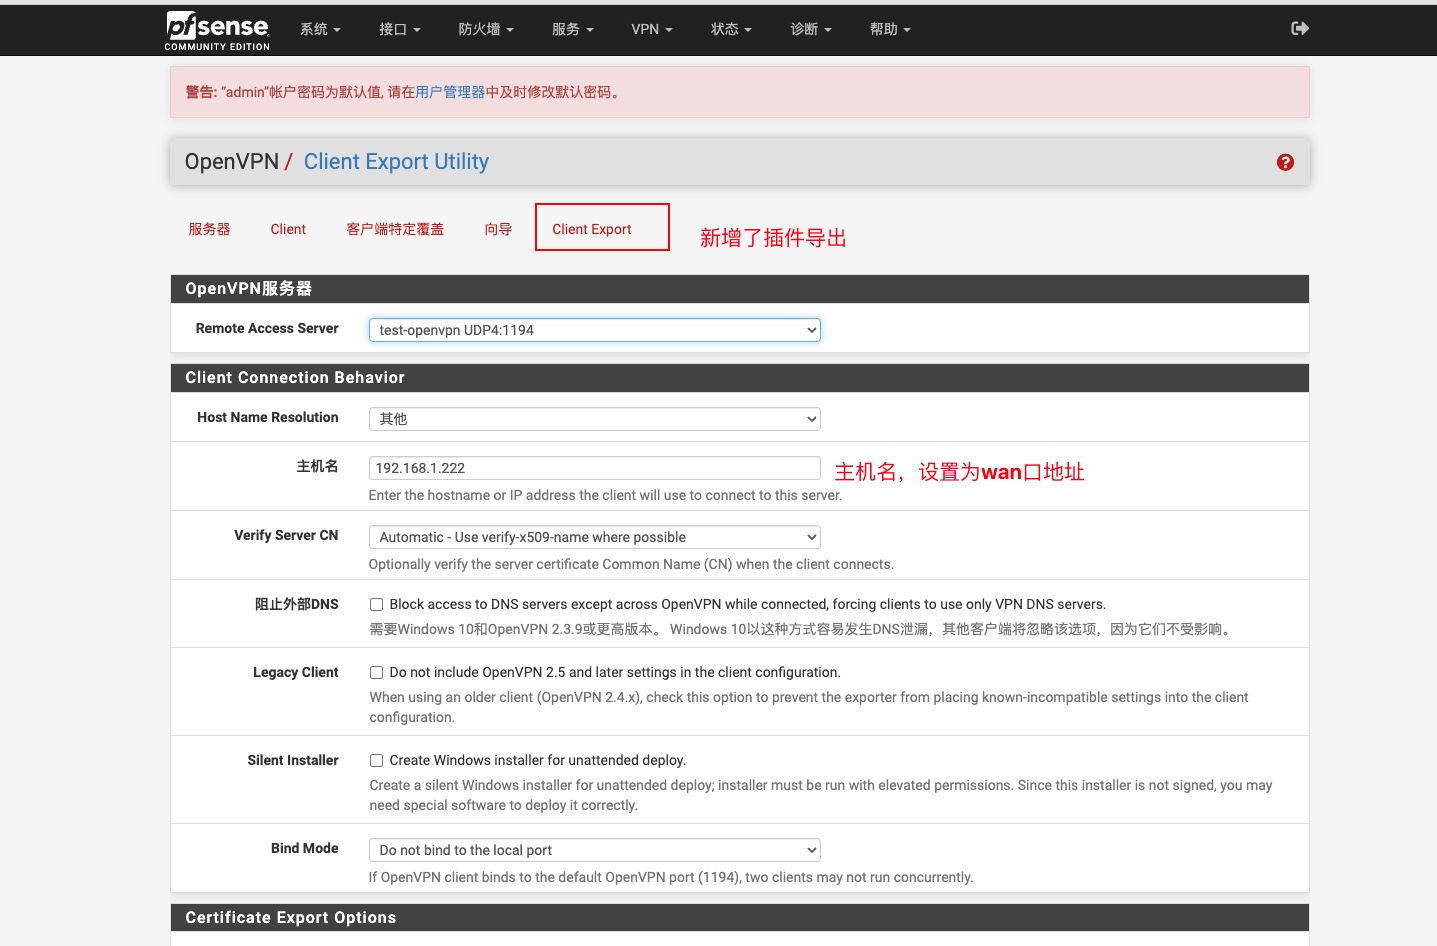 pfsense
COMMUNITY EDITION
系统 接口 防火墙 服务 VPN 状态 诊断 帮助
警告: "admin"帐户密码为默认值, 请在用户管理器中及时修改默认密码。
OpenVPN / Client Export Utility
服务器 Client 客户端特定覆盖 向导 Client Export
新增了插件导出
OpenVPN服务器
Remote Access Server test-openvpn UDP4:1194
Client Connection Behavior
Host Name Resolution 其他
主机名 192.168.1.222 主机名，设置为wan口地址
Enter the hostname or IP address the client will use to connect to this server.
Verify Server CN Automatic - Use verify-x509-name where possible
Optionally verify the server certificate Common Name (CN) when the client connects.
阻止外部DNS Block access to DNS servers except across OpenVPN while connected, forcing clients to use only VPN DNS servers.
需要Windows 10和OpenVPN 2.3.9或更高版本。 Windows 10以这种方式容易发生DNS泄漏，其他客户端将忽略该选项，因为它们不受影响。
Legacy Client Do not include OpenVPN 2.5 and later settings in the client configuration.
When using an older client (OpenVPN 2.4.x), check this option to prevent the exporter from placing known-incompatible settings into the client
configuration.
Silent Installer Create Windows installer for unattended deploy.
Create a silent Windows installer for unattended deploy; installer must be run with elevated permissions. Since this installer is not signed, you may
need special software to deploy it correctly.
Bind Mode Do not bind to the local port
If OpenVPN client binds to the default OpenVPN port (1194), two clients may not run concurrently.
Certificate Export Options